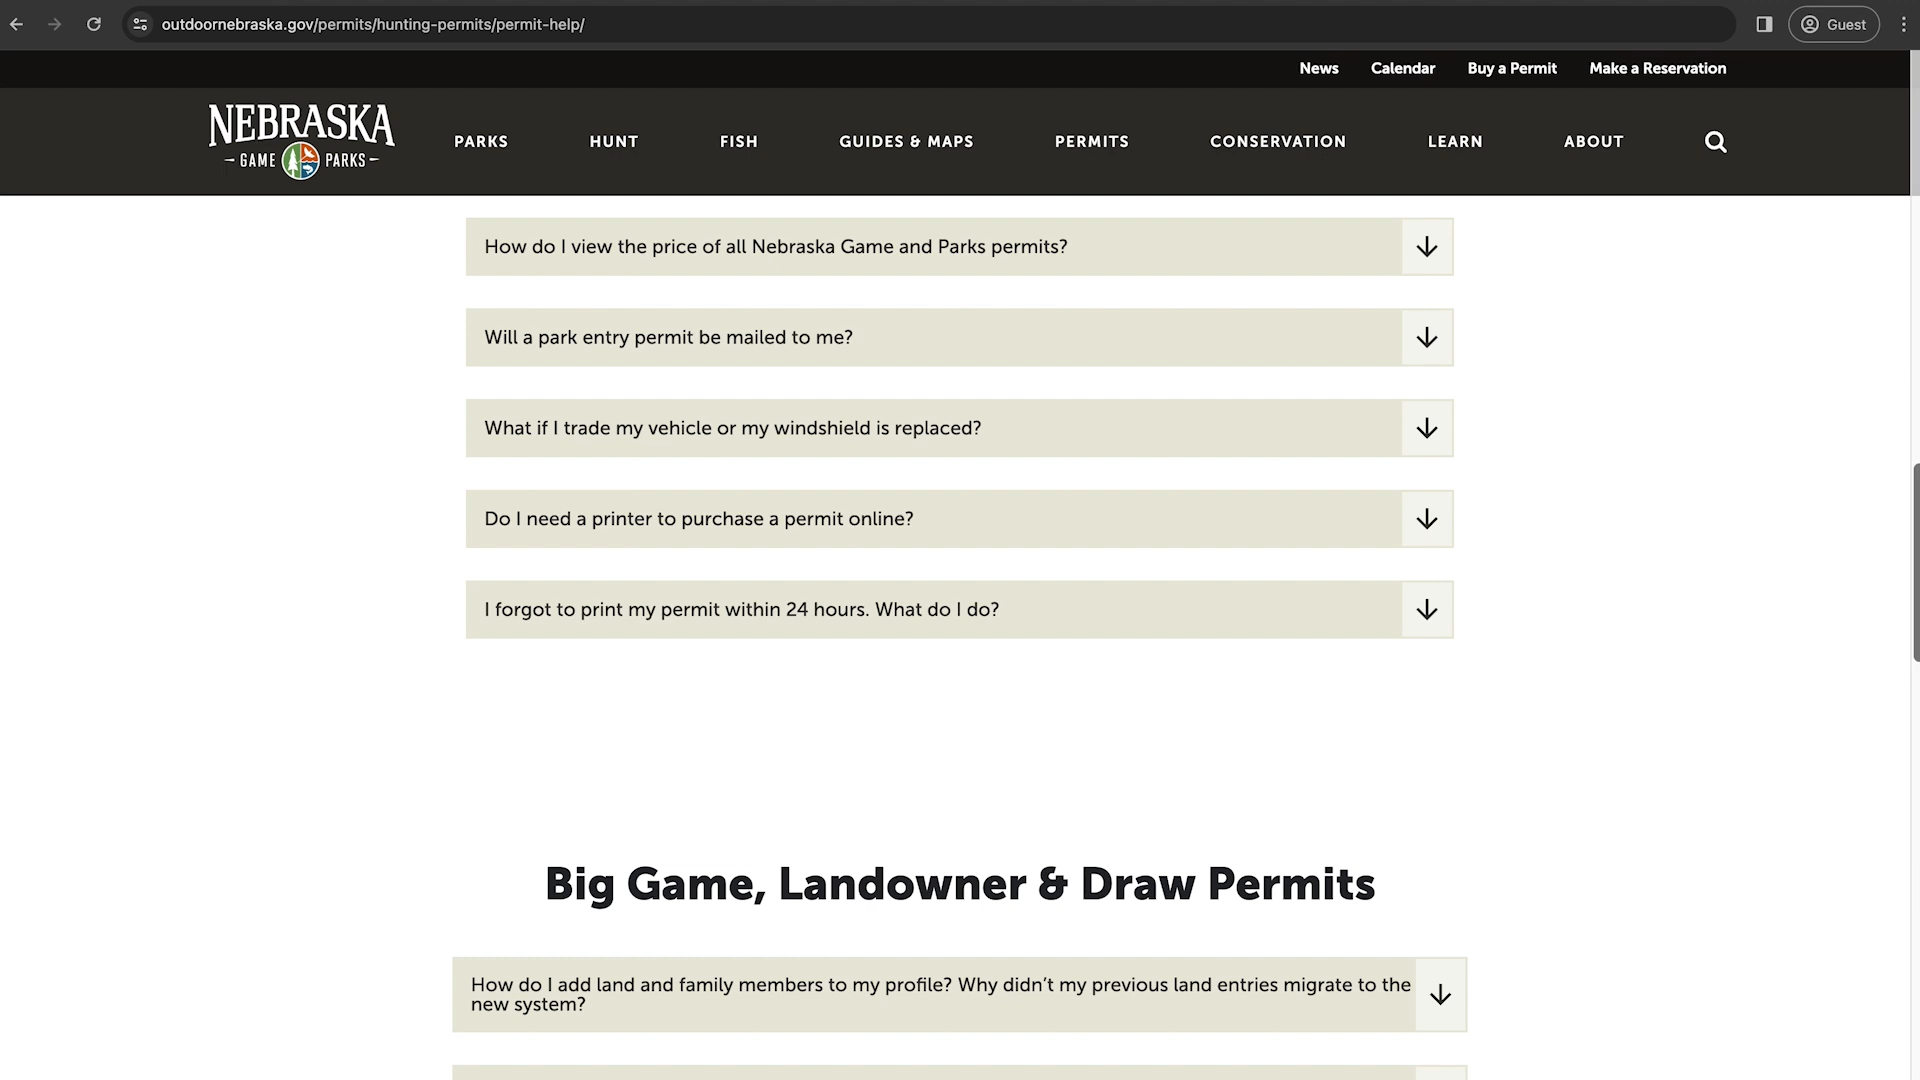 outdoornebraska.gov/permits/hunting-permits/permit-help/
Guest
News Calendar Buy a Permit Make a Reservation
NEBRASKA
GAME PARKS
PARKS HUNT FISH GUIDES & MAPS PERMITS CONSERVATION LEARN ABOUT
How do I view the price of all Nebraska Game and Parks permits?
Will a park entry permit be mailed to me?
What if I trade my vehicle or my windshield is replaced?
Do I need a printer to purchase a permit online?
I forgot to print my permit within 24 hours. What do I do?
Big Game, Landowner & Draw Permits
How do I add land and family members to my profile? Why didn’t my previous land entries migrate to the
new system?